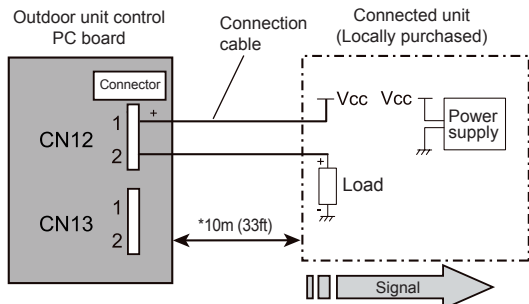 Outdoor unit control
PC board
Connection
cable
Connected unit
(Locally purchased)
Connector
CN12
1
+
2
CN13
1
2
*10m (33ft)
Vcc
Vcc
Power
supply
+
Load
-
Signal